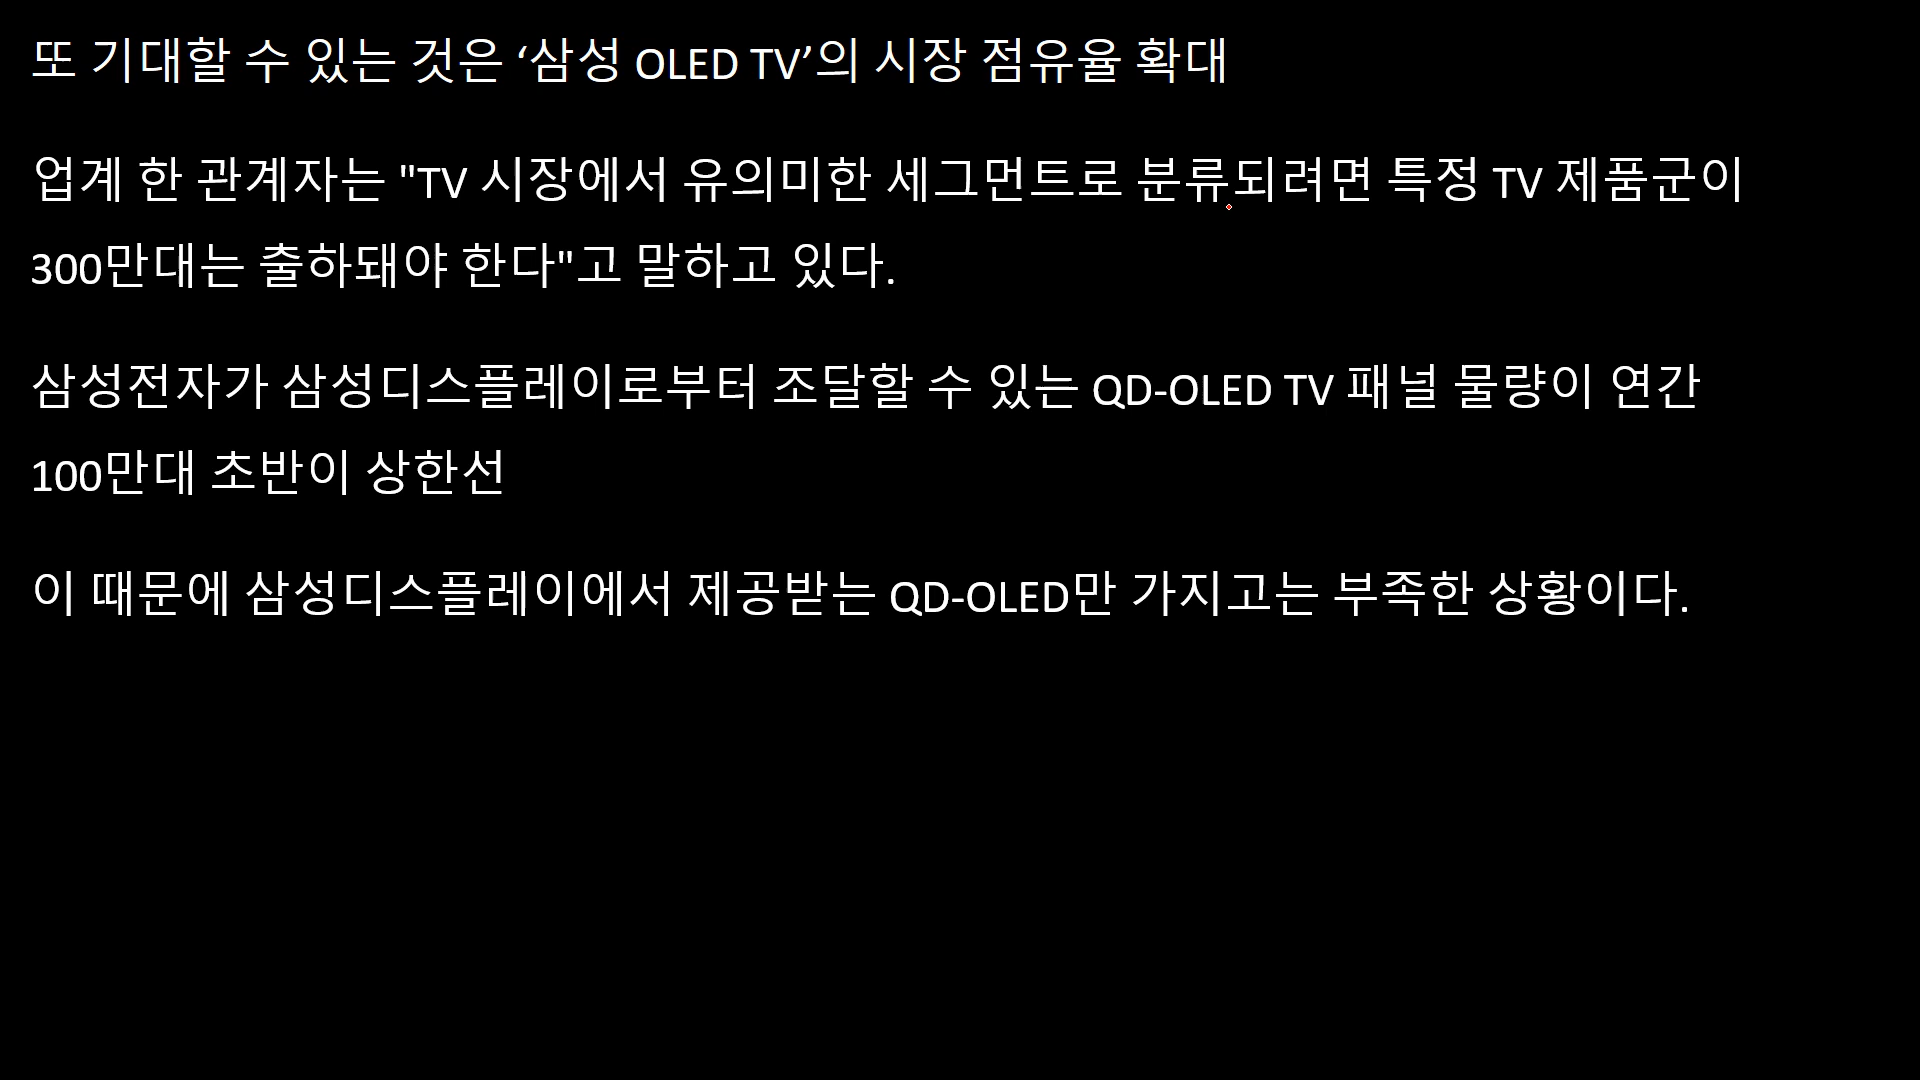 또 기대할 수 있는 것은 ‘삼성 OLED TV’의 시장 점유율 확대
업계 한 관계자는 "TV 시장에서 유의미한 세그먼트로 분류되려면 특정 TV 제품군이
300만대는 출하돼야 한다"고 말하고 있다.
삼성전자가 삼성디스플레이로부터 조달할 수 있는 QD-OLED TV 패널 물량이 연간
100만대 초반이 상한선
이 때문에 삼성디스플레이에서 제공받는 QD-OLED만 가지고는 부족한 상황이다.